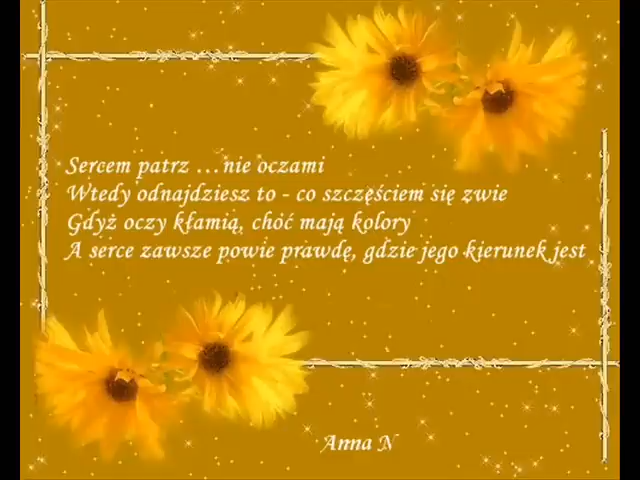 Sercem patrz ...nie oczami
Wtedy odnajdziesz to - co szczęściem się zwie
Gdyż oczy kłamią, choć mają kolory
A serce zawsze powie prawdę, gdzie jego kierunek jest
Anna N